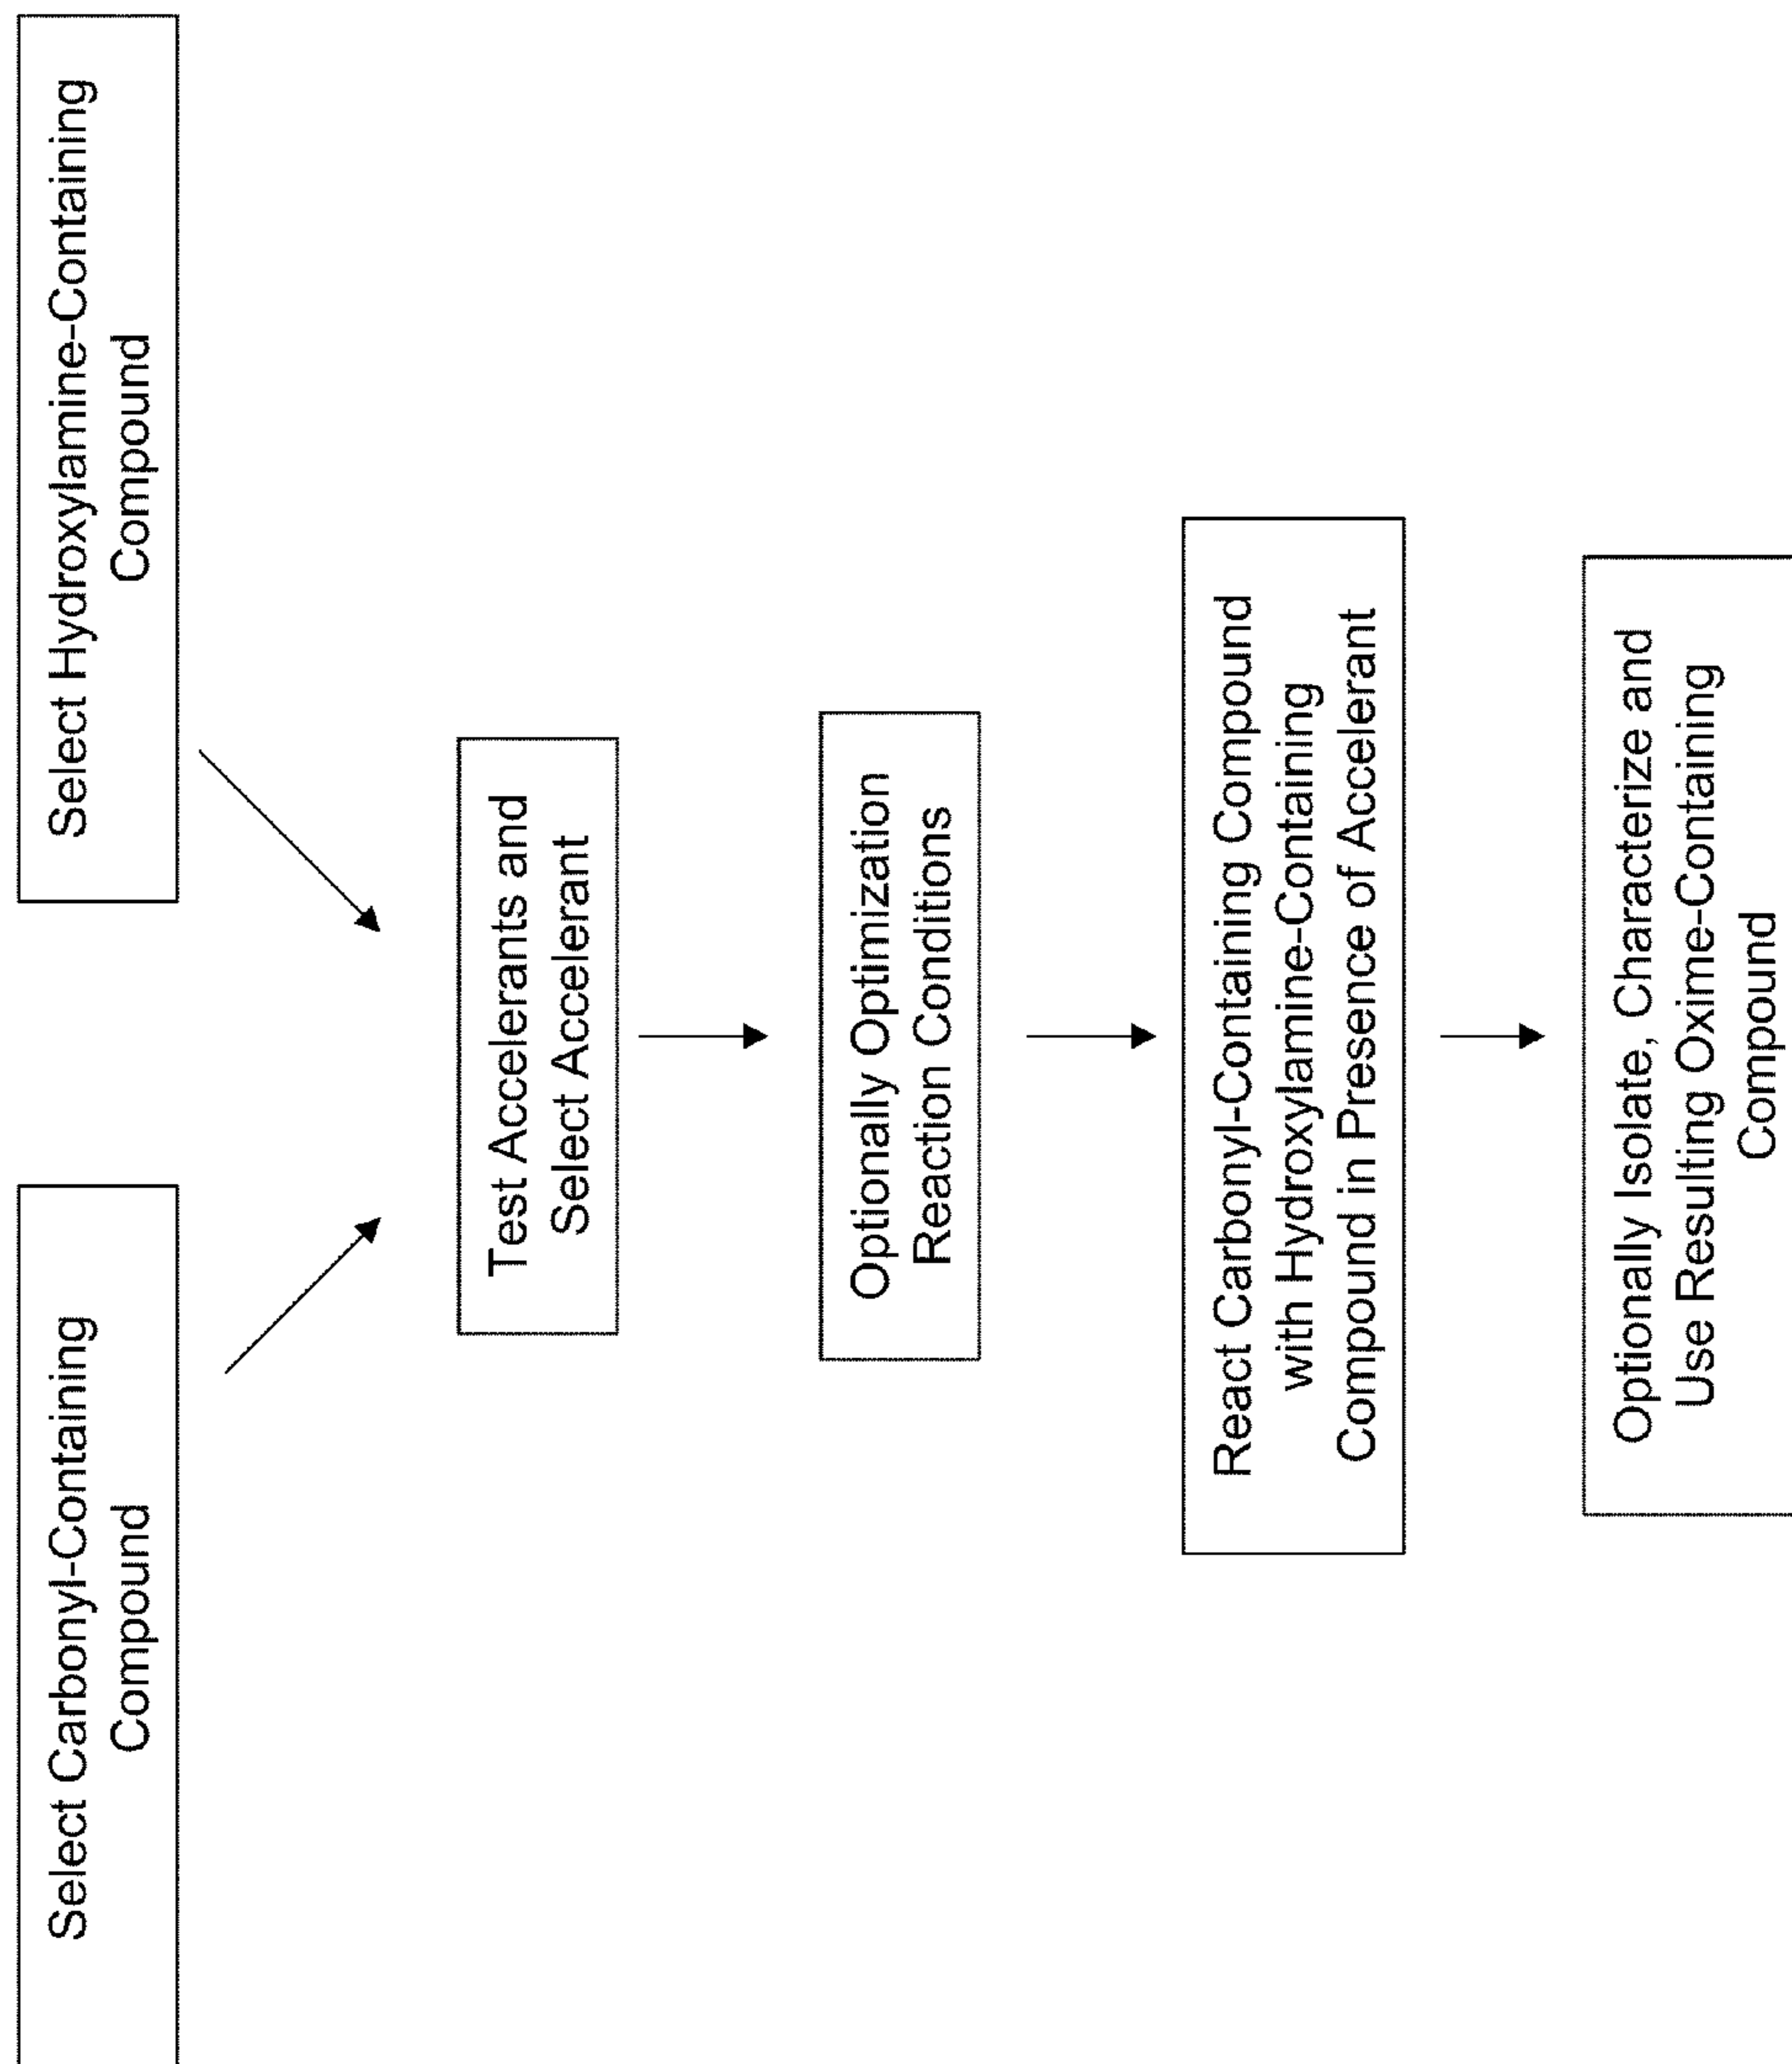 Select Carbonyl-Containing
Compound
Select Hydroxylamine-Containing
Compound
Test Accelerants and
Select Accelerant
Optionally Optimization
Reaction Conditions
React Carbonyl-Containing Compound
with Hydroxylamine-Containing
Compound in Presence of Accelerant
Optionally Isolate, Characterize and
Use Resulting Oxime-Containing
Compound